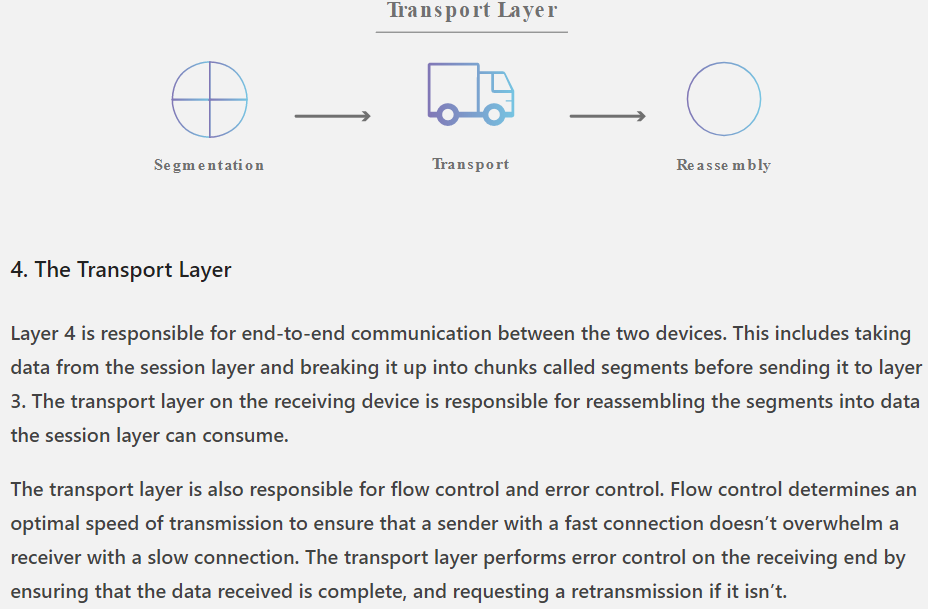 Transport Layer
Segmentation
Transport
Reassembly
4. The Transport Layer
Layer 4 is responsible for end-to-end communication between the two devices. This includes taking
data from the session layer and breaking it up into chunks called segments before sending it to layer
3. The transport layer on the receiving device is responsible for reassembling the segments into data
the session layer can consume.
The transport layer is also responsible for flow control and error control. Flow control determines an
optimal speed of transmission to ensure that a sender with a fast connection doesn’t overwhelm a
receiver with a slow connection. The transport layer performs error control on the receiving end by
ensuring that the data received is complete, and requesting a retransmission if it isn’t.